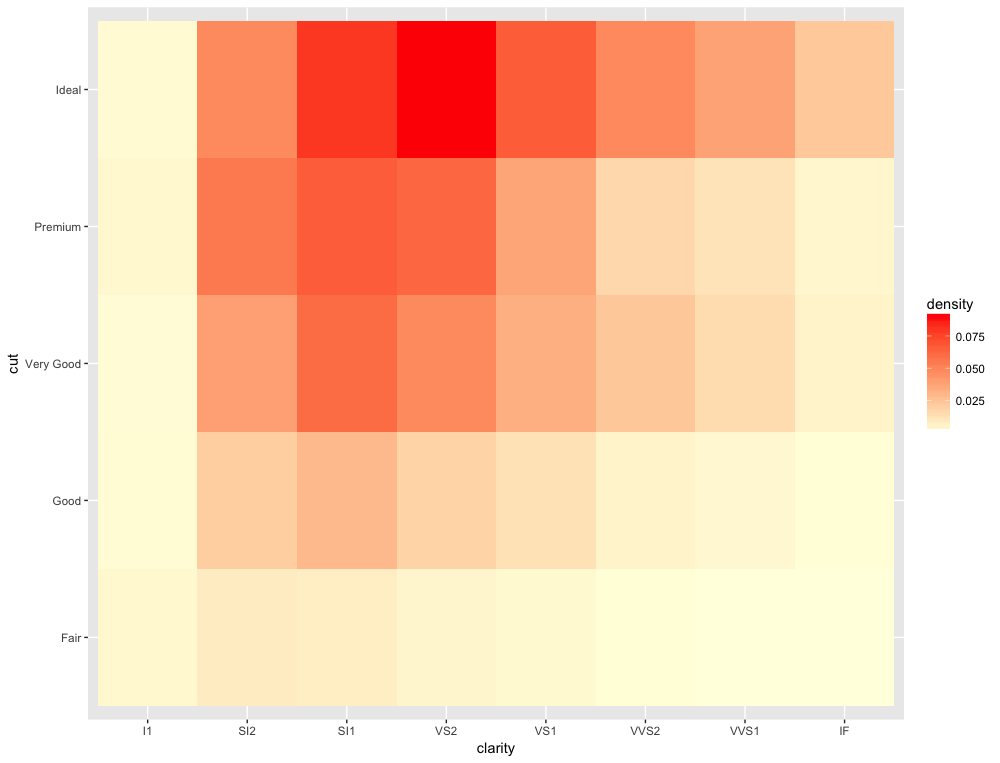 Ideal
Premium
Very Good
Good
Fair
cut
I1
SI2
SI1
VS2
VS1
VVS2
VVS1
IF
clarity
density
0.075
0.050
0.025